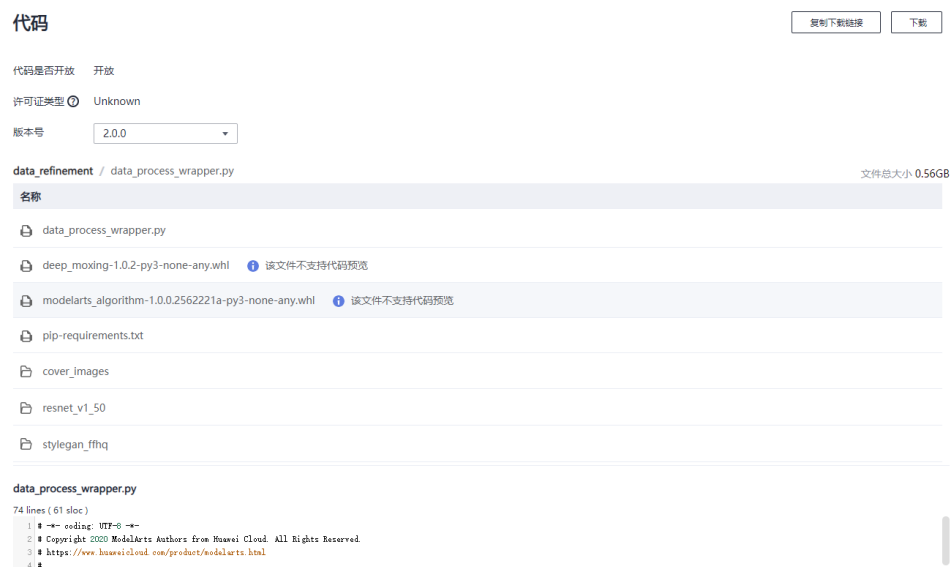 代码
复制下载链接
下载
代码是否开放 开放
许可证类型 ? Unknown
版本号 2.0.0
data_refinement / data_process_wrapper.py
文件总大小 0.56GB
名称
data_process_wrapper.py
deep_moxing-1.0.2-py3-none-any.whl 该文件不支持代码预览
modelarts_algorithm-1.0.0.2562221a-py3-none-any.whl 该文件不支持代码预览
pip-requirements.txt
cover_images
resnet_v1_50
stylegan_ffhq
data_process_wrapper.py
74 lines ( 61 sloc )
1 # -*- coding: UTF-8 -*-
2 # Copyright 2020 ModelArts Authors from Huawei Cloud. All Rights Reserved.
3 # https://www.huaweicloud.com/product/modelarts.html
4 #